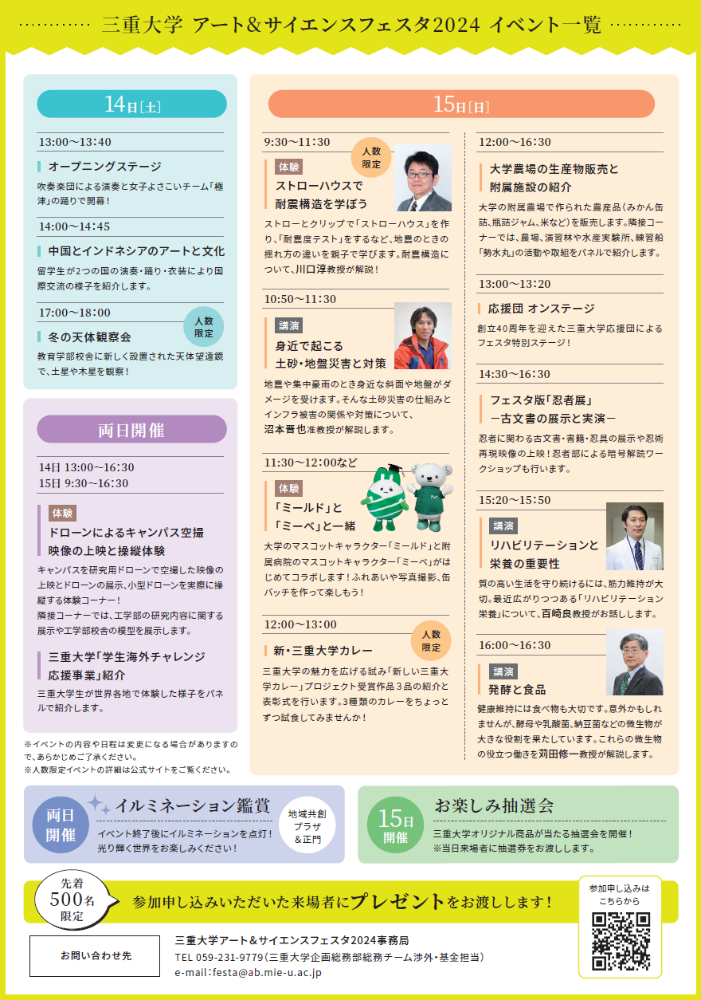 三重大学 アート&サイエンスフェスタ2024 イベント一覧
14日［土］
13:00〜13:40
オープニングステージ
吹奏楽団による演奏と女子よさこいチーム「極
津」の踊りで開幕！
14:00〜14:45
中国とインドネシアのアートと文化
留学生が2つの国の演奏・踊り・衣装により国
際交流の様子を紹介します。
17:00〜18:00
人数
限定
冬の天体観察会
教育学部校舎に新しく設置された天体望遠鏡
で、土星や木星を観察！
両日開催
14日 13:00〜16:30
15日 9:30〜16:30
体験
ドローンによるキャンパス空撮
映像の上映と操縦体験
キャンパスを研究用ドローンで空撮した映像の
上映とドローンの展示、小型ドローンを実際に操
縦する体験コーナー！
隣接コーナーでは、工学部の研究内容に関する
展示や工学部校舎の模型を展示します。
三重大学「学生海外チャレンジ
応援事業」紹介
三重大学生が世界各地で体験した様子をパネ
ルで紹介します。
※イベントの内容や日程は変更になる場合がありますの
で、あらかじめご了承ください。
※人数限定イベントの詳細は公式サイトをご覧ください。
15日［日］
9:30〜11:30
人数
限定
体験
ストローハウスで
耐震構造を学ぼう
ストローとクリップで「ストローハウス」を作
り、「耐震度テスト」をするなど、地震のときの
揺れ方の違いを親子で学びます。耐震構造に
ついて、川口淳教授が解説！
10:50〜11:30
講演
身近で起こる
土砂・地盤災害と対策
地震や集中豪雨のとき身近な斜面や地盤がダ
メージを受けます。そんな土砂災害の仕組みと
インフラ被害の関係や対策について、
沼本晋也准教授が解説します。
11:30〜12:00など
体験
「ミールド」と
「ミーベ」と一緒
大学のマスコットキャラクター「ミールド」と附
属病院のマスコットキャラクター「ミーベ」がは
じめてコラボします！ふれあいや写真撮影、缶
バッチを作って楽しもう！
12:00〜13:00
人数
限定
新・三重大学カレー
三重大学の魅力を広げる試み「新しい三重大
学カレー」プロジェクト受賞作品3品の紹介と
表彰式を行います。3種類のカレーをちょっと
ずつ試食してみませんか！
12:00〜16:30
大学農場の生産物販売と
附属施設の紹介
大学の附属農場で作られた農産品（みかん缶
詰、瓶詰ジャム、米など）を販売します。隣接コー
ナーでは、農場、演習林や水産実験所、練習船
「勢水丸」の活動や取組をパネルで紹介します。
13:00〜13:20
応援団 オンステージ
創立40周年を迎えた三重大学応援団による
フェスタ特別ステージ！
14:30〜16:30
フェスタ版「忍者展」
－古文書の展示と実演－
忍者に関わる古文書・書籍・忍具の展示や忍術
再現映像の上映！忍者部による暗号解読ワー
クショップも行います。
15:20〜15:50
講演
リハビリテーションと
栄養の重要性
質の高い生活を守り続けるには、筋力維持が大
切。最近広がりつつある「リハビリテーション
栄養」について、百崎良教授がお話しします。
16:00〜16:30
講演
発酵と食品
健康維持には食べ物も大切です。意外かもしれ
ませんが、酵母や乳酸菌、納豆菌などの微生物が
大きな役割を果たしています。これらの微生物
の役立つ働きを苅田修一教授が解説します。
両日
開催
イルミネーション鑑賞
イベント終了後にイルミネーションを点灯！
光り輝く世界をお楽しみください！
地域共創
プラザ
＆正門
15日
開催
お楽しみ抽選会
三重大学オリジナル商品が当たる抽選会を開催！
※当日来場者に抽選券をお渡しします。
先着
500名
限定
参加申し込みいただいた来場者にプレゼントをお渡しします！
参加申し込みは
こちらから
お問い合わせ先
三重大学アート＆サイエンスフェスタ2024事務局
TEL 059-231-9779（三重大学企画総務部総務チーム渉外・基金担当）
e-mail：festa@ab.mie-u.ac.jp